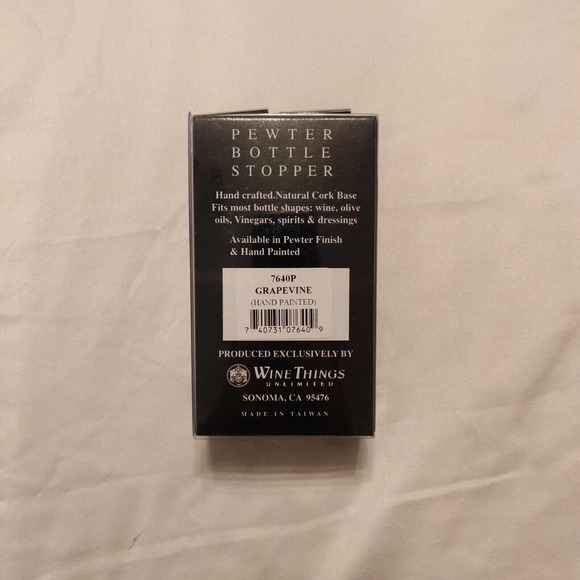 PEWTER
BOTTLE
STOPPER
Hand crafted.Natural Cork Base
Fits most bottle shapes: wine, olive
oils, Vinegars, spirits & dressings
Available in Pewter Finish
& Hand Painted
7640P
GRAPEVINE
(HAND PAINTED)
7 40731 07640 9
PRODUCED EXCLUSIVELY BY
WINE THINGS
UNLIMITED
SONOMA, CA 95476
MADE IN TAIWAN